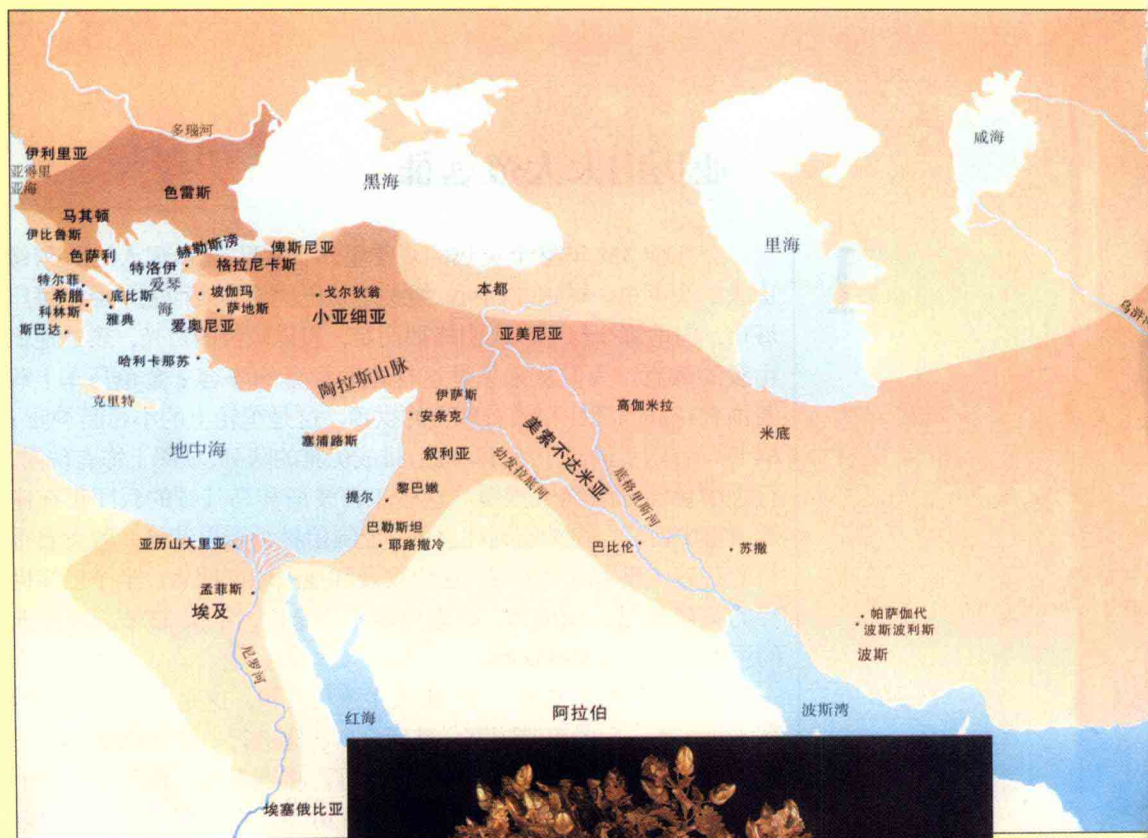 多瑙河
伊利里亚
亚得里
亚海
色雷斯
黑海
里海
咸海
马其顿
伊比鲁斯
色萨利
赫勒斯滂
俾斯尼亚
特洛伊
格拉尼卡斯
特尔菲
爱琴
海
希腊
底比斯
坡伽玛
戈尔狄翁
本都
科林斯
雅典
萨地斯
小亚细亚
斯巴达
爱奥尼亚
亚美尼亚
哈利卡那苏
陶拉斯山脉
克里特
伊萨斯
高伽米拉
安条克
米底
地中海
塞浦路斯
叙利亚
美索不达米亚
幼发拉底河
底格里斯河
提尔
黎巴嫩
巴勒斯坦
亚历山大里亚
耶路撒冷
巴比伦
苏撒
孟菲斯
埃及
帕萨伽代
波斯波利斯
波斯
尼罗河
红海
阿拉伯
波斯湾
埃塞俄比亚